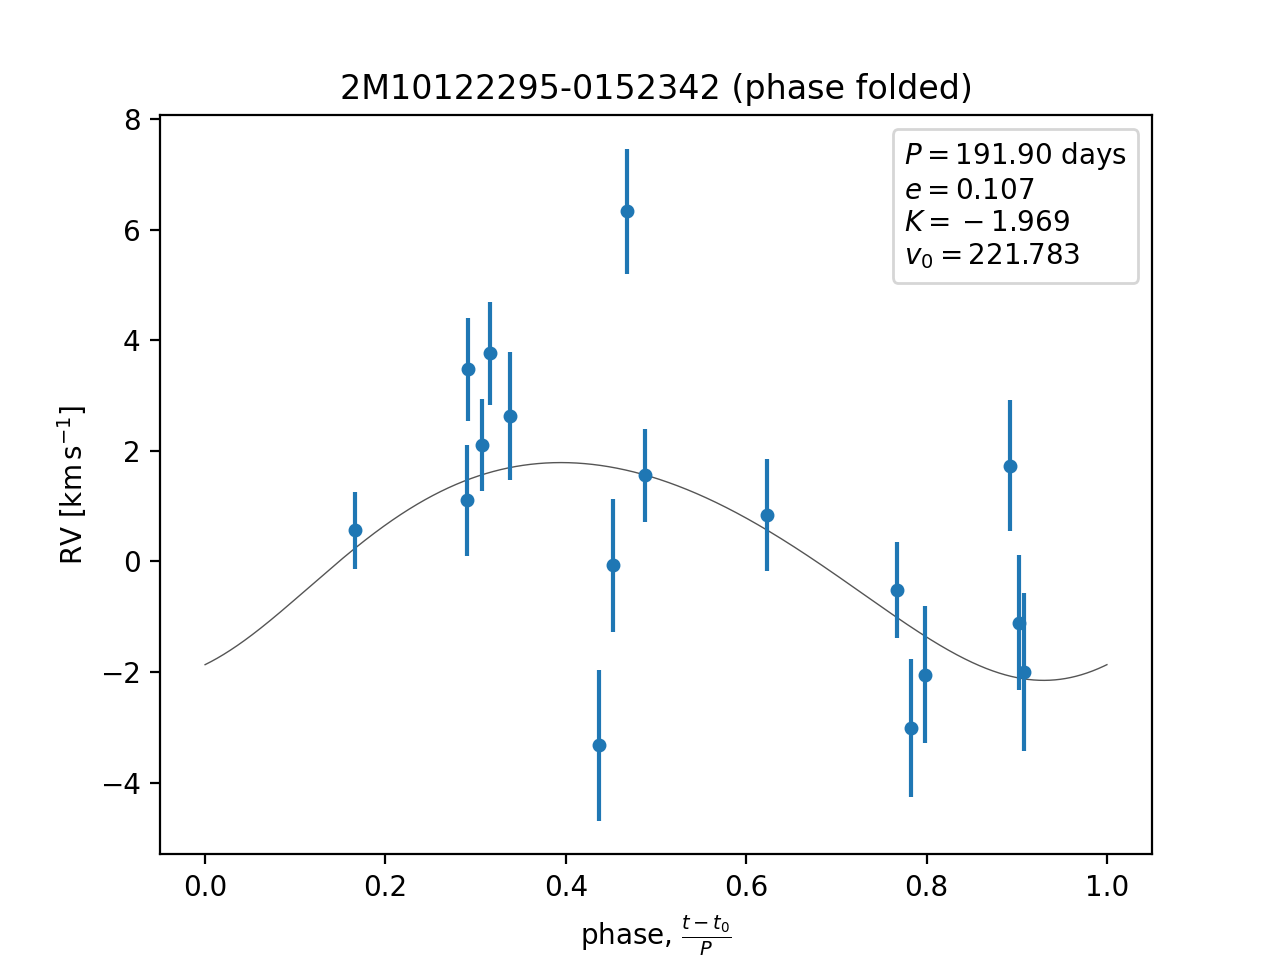 2M10122295-0152342 (phase folded)
P = 191.90 days
e = 0.107
K = −1.969
v₀ = 221.783
8
6
4
2
0
−2
−4
RV [km s⁻¹]
0.0 0.2 0.4 0.6 0.8 1.0
phase, (t − t₀)/P